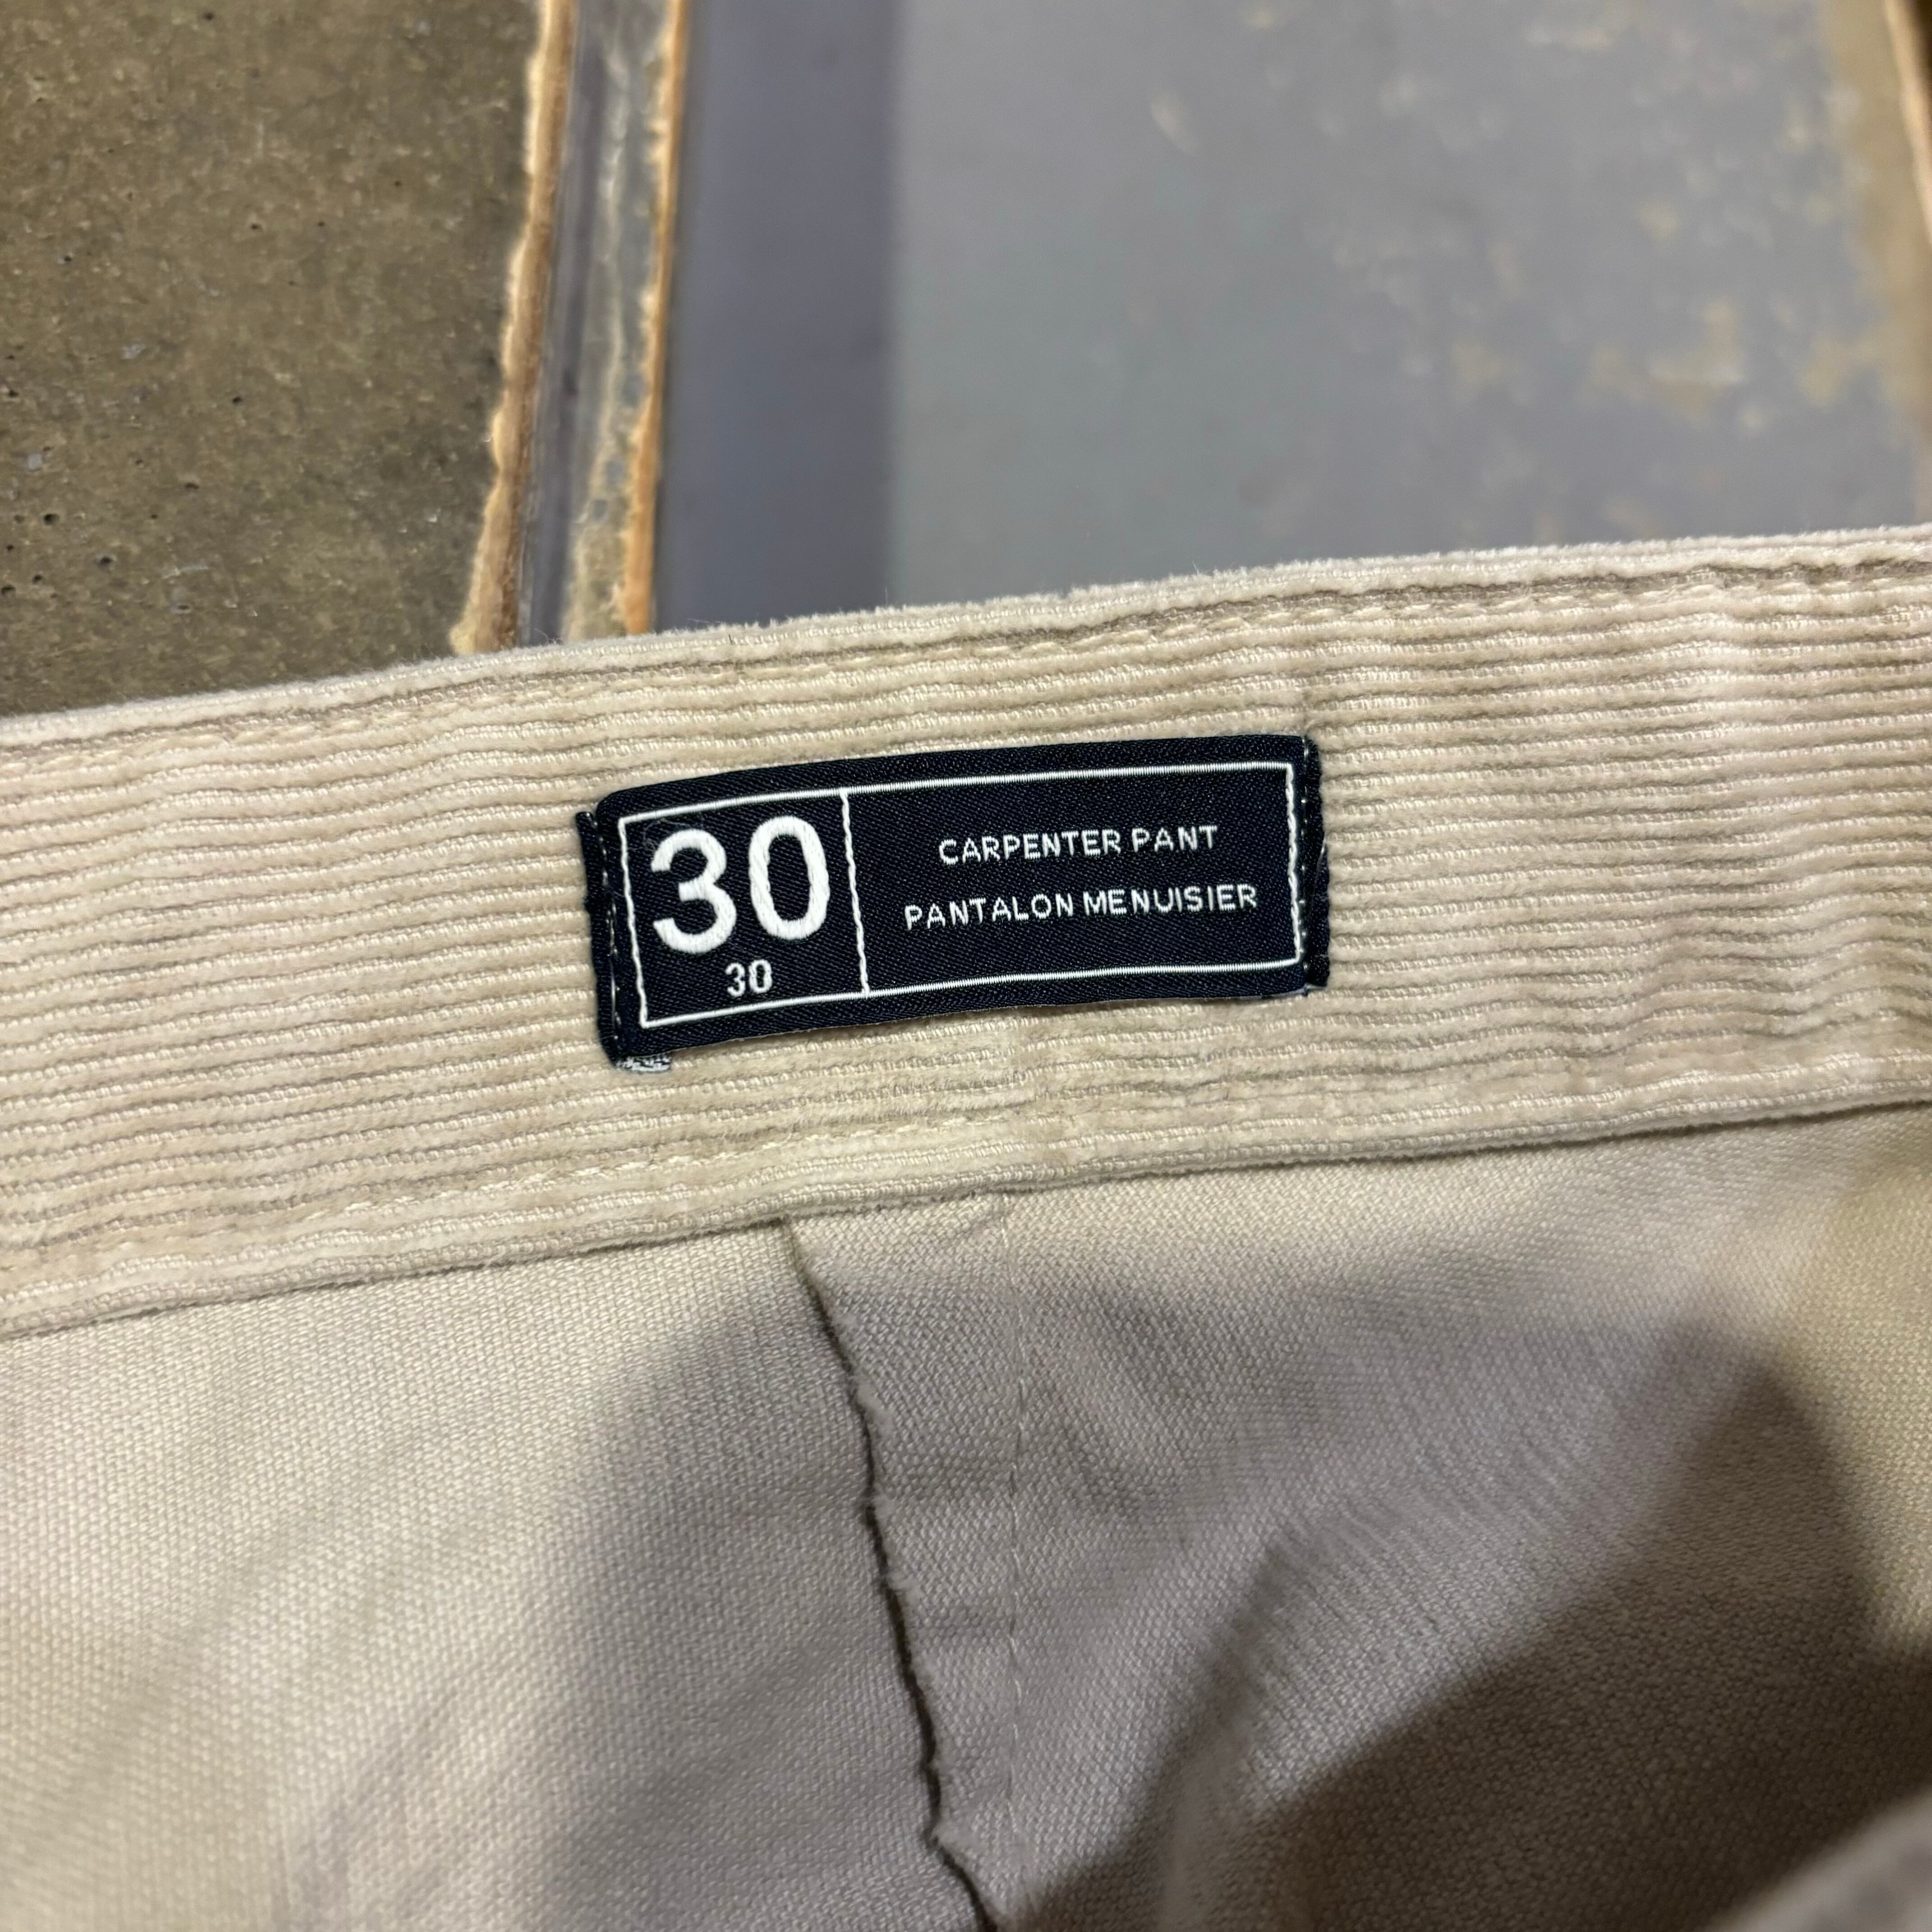 30
30
CARPENTER PANT
PANTALON MENUISIER